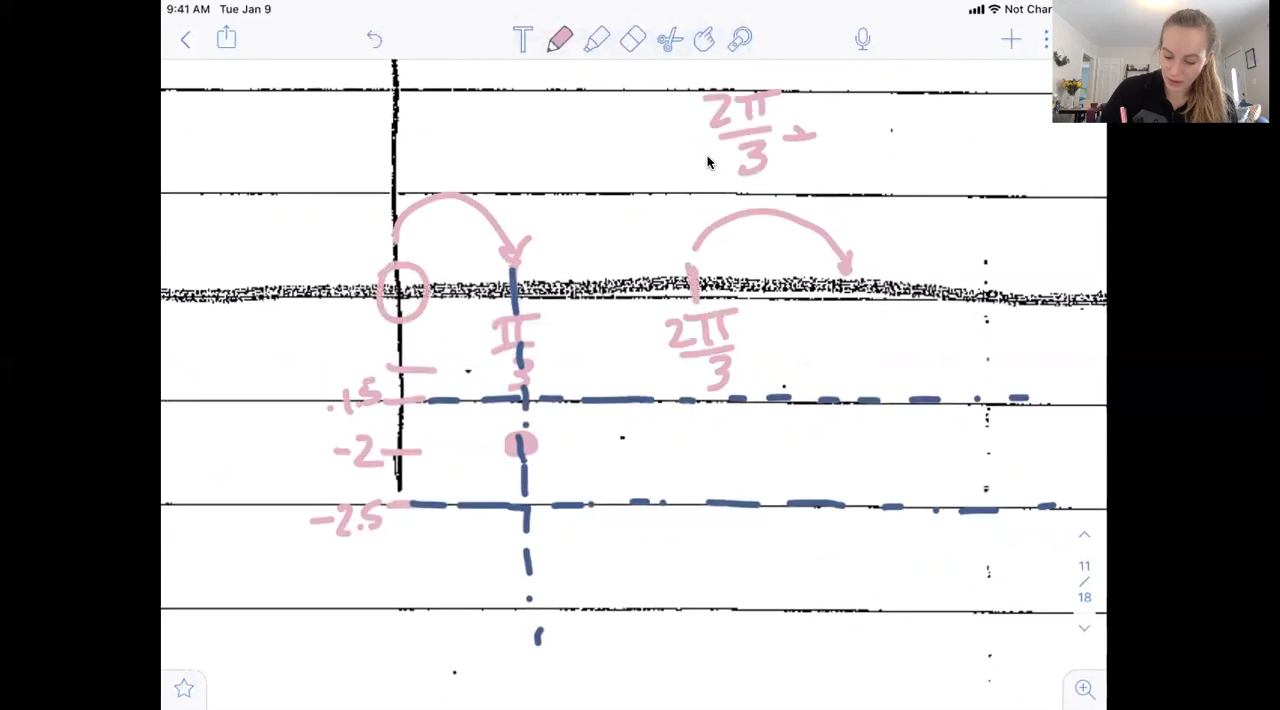 9:41 AM Tue Jan 9
Not Char
T
2π
3
π
3
2π
3
.1.5
-2
-2.5
11
/
18